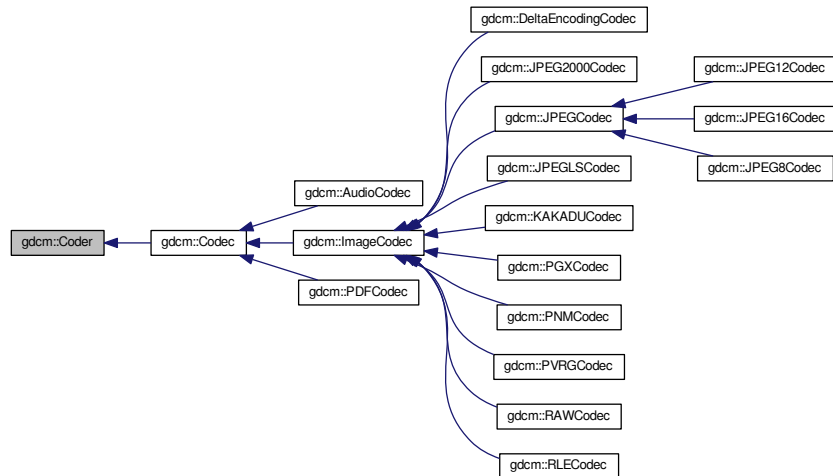 gdcm::DeltaEncodingCodec
gdcm::JPEG2000Codec
gdcm::JPEG12Codec
gdcm::JPEGCodec
gdcm::JPEG16Codec
gdcm::JPEGLSCodec
gdcm::JPEG8Codec
gdcm::AudioCodec
gdcm::KAKADUCodec
gdcm::Coder
gdcm::Codec
gdcm::ImageCodec
gdcm::PGXCodec
gdcm::PDFCodec
gdcm::PNMCodec
gdcm::PVRGCodec
gdcm::RAWCodec
gdcm::RLECodec